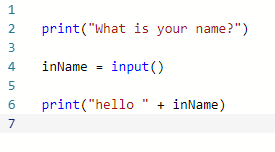 1
2 print("What is your name?")
3
4 inName = input()
5
6 print("hello " + inName)
7